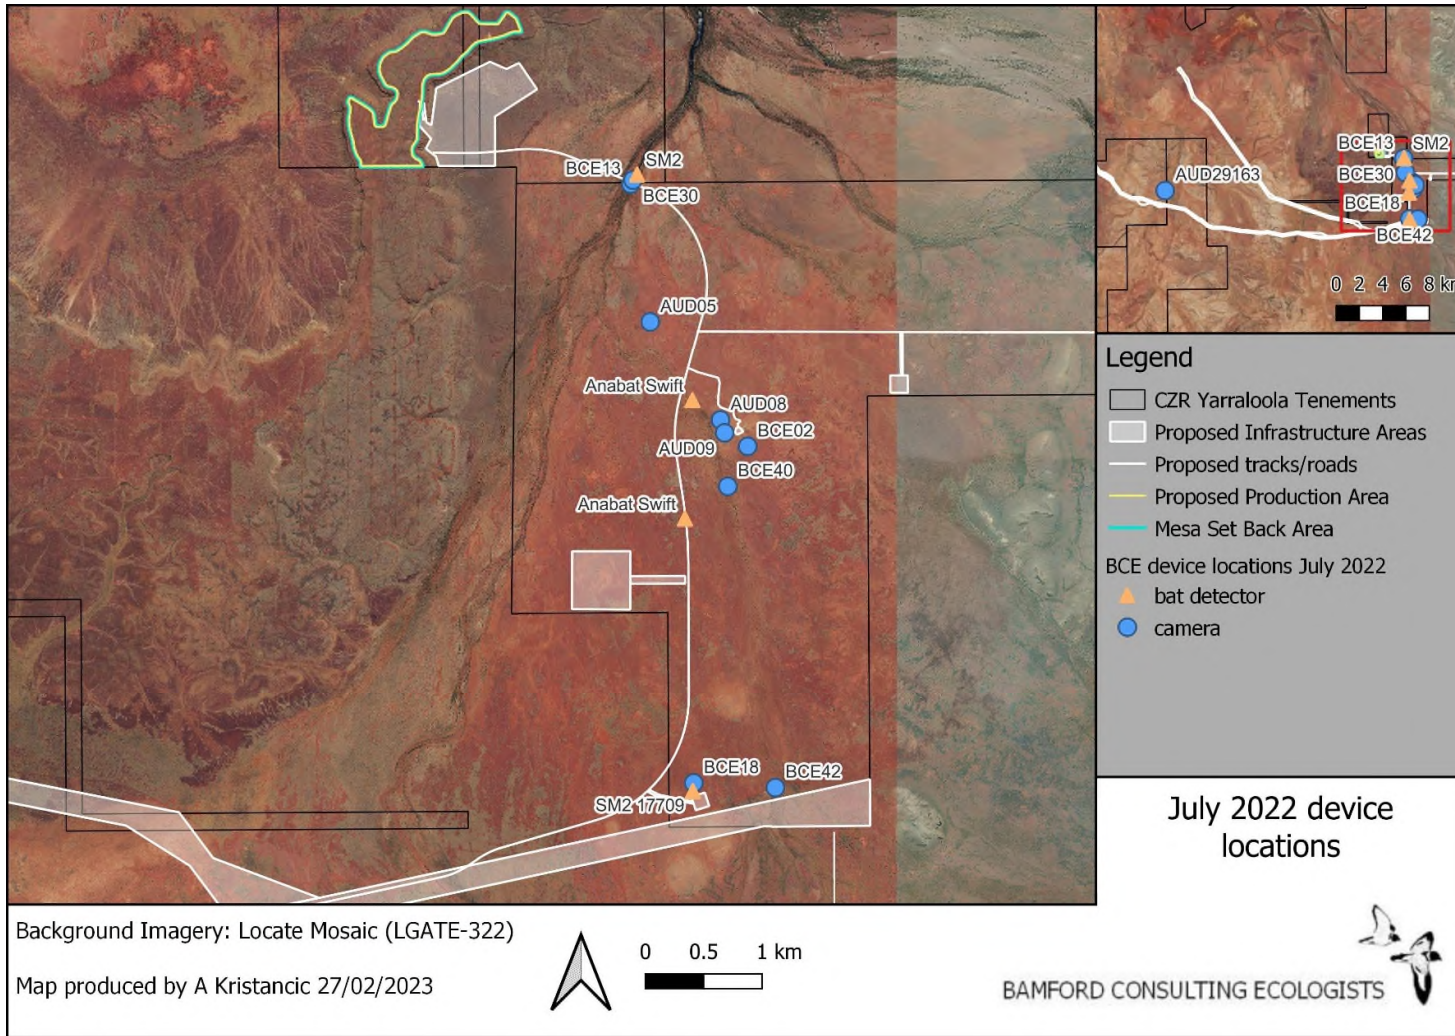 BCE13
SM2
BCE30
AUD05
Anabat Swift
AUD08
AUD09
BCE02
BCE40
Anabat Swift
BCE18
BCE42
SM2 17709
BCE13
SM2
AUD29163
BCE30
BCE18
BCE42
0 2 4 6 8 km
Legend
CZR Yarraloola Tenements
Proposed Infrastructure Areas
Proposed tracks/roads
Proposed Production Area
Mesa Set Back Area
BCE device locations July 2022
bat detector
camera
July 2022 device
locations
Background Imagery: Locate Mosaic (LGATE-322)
Map produced by A Kristancic 27/02/2023
0 0.5 1 km
BAMFORD CONSULTING ECOLOGISTS